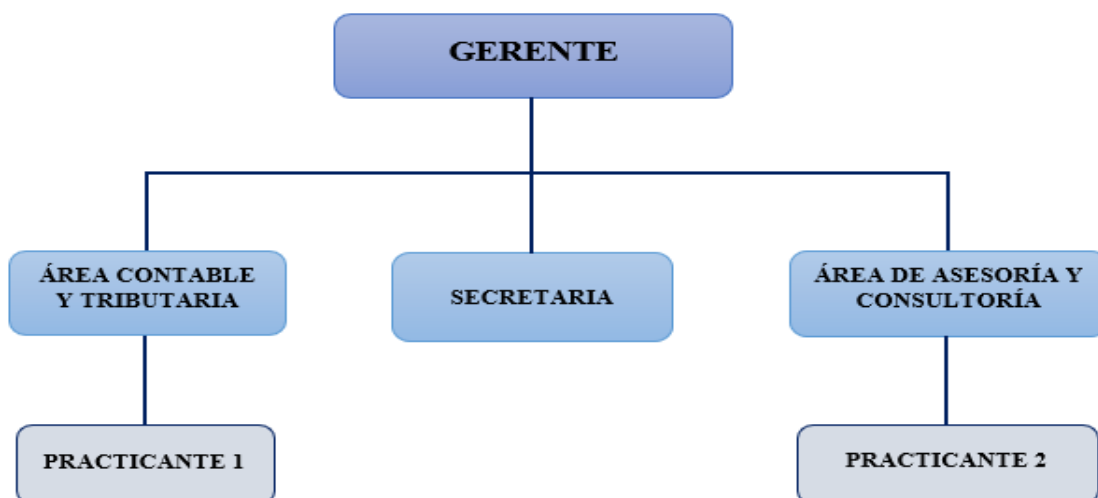 GERENTE
ÁREA CONTABLE
Y TRIBUTARIA
SECRETARIA
ÁREA DE ASESORÍA Y
CONSULTORÍA
PRACTICANTE 1
PRACTICANTE 2